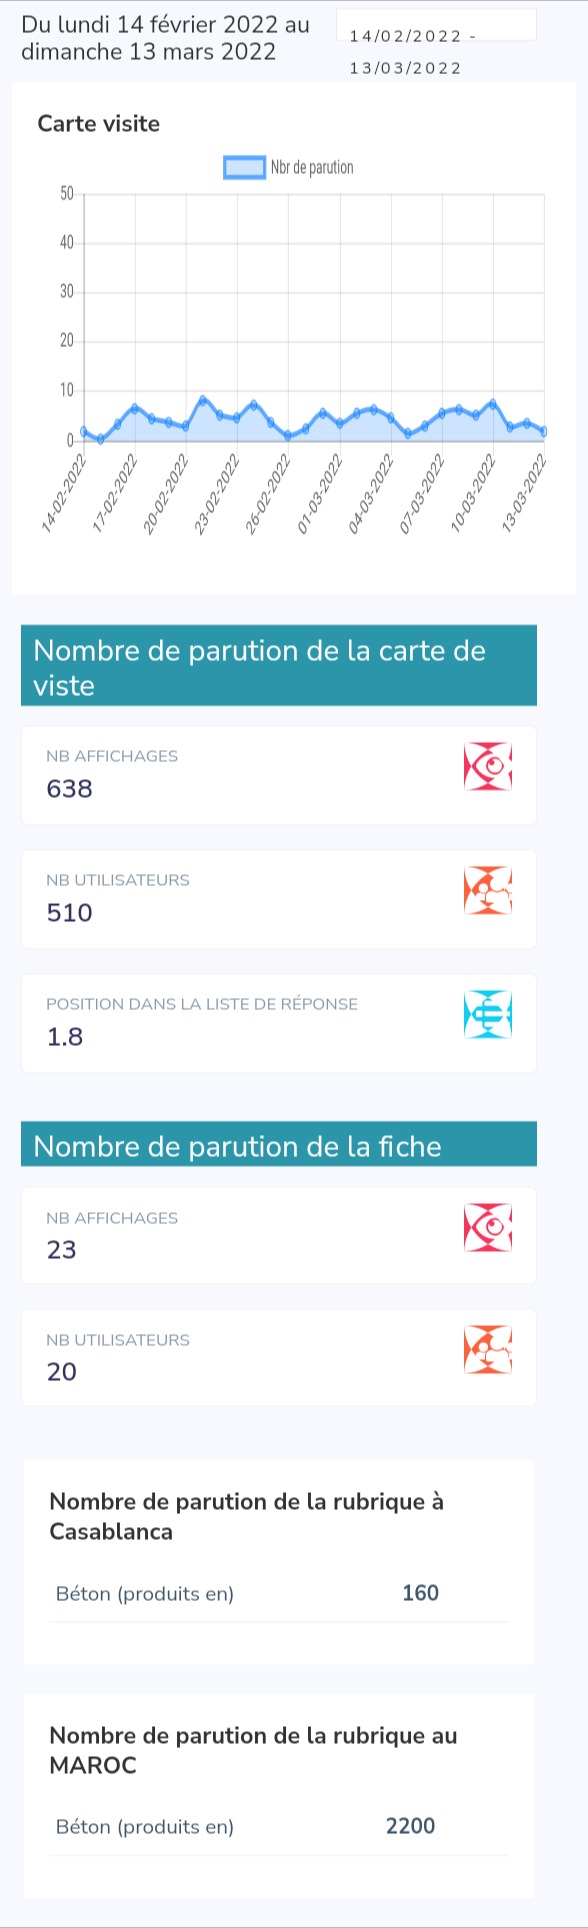 Du lundi 14 février 2022 au
dimanche 13 mars 2022
14/02/2022 -
13/03/2022
Carte visite
Nbr de parution
50
40
30
20
10
0
14-02-2022
17-02-2022
20-02-2022
23-02-2022
26-02-2022
01-03-2022
04-03-2022
07-03-2022
10-03-2022
13-03-2022
Nombre de parution de la carte de
viste
NB AFFICHAGES
638
NB UTILISATEURS
510
POSITION DANS LA LISTE DE RÉPONSE
1.8
Nombre de parution de la fiche
NB AFFICHAGES
23
NB UTILISATEURS
20
Nombre de parution de la rubrique à
Casablanca
Béton (produits en) 160
Nombre de parution de la rubrique au
MAROC
Béton (produits en) 2200